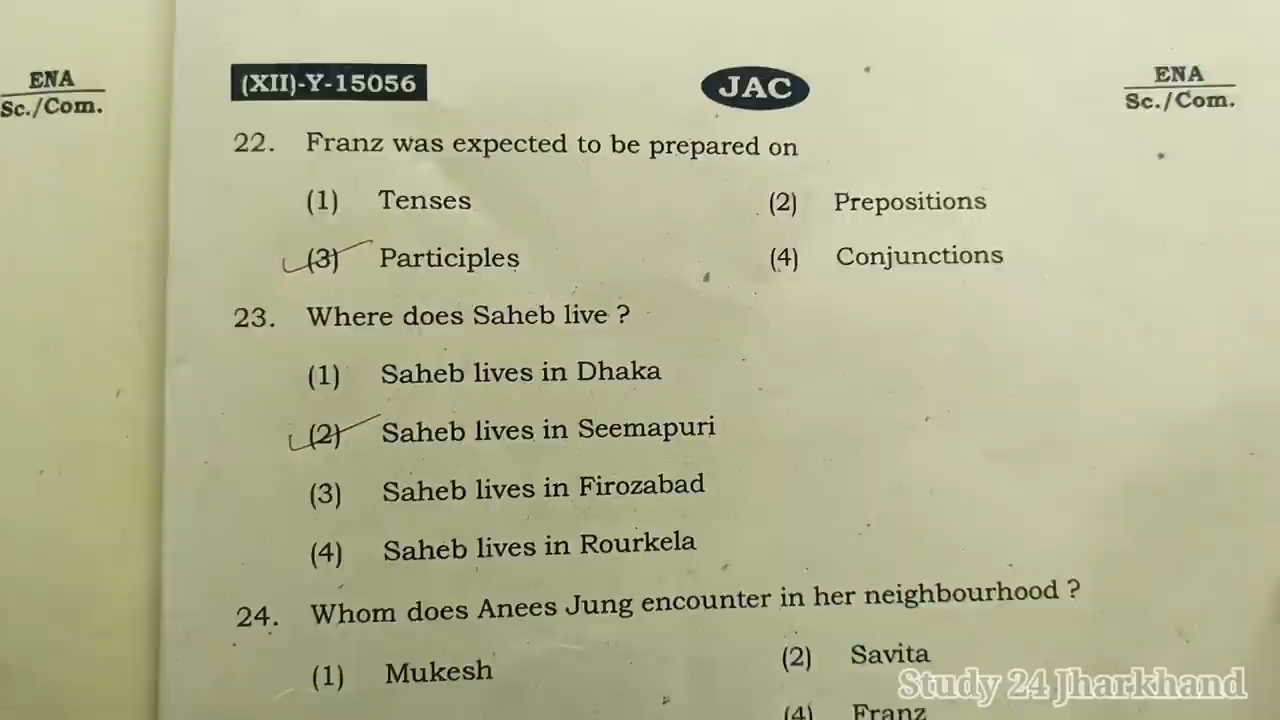 ENA
Sc./Com.
(XII)-Y-15056
JAC
ENA
Sc./Com.
22. Franz was expected to be prepared on
(1) Tenses
(2) Prepositions
(3) Participles
(4) Conjunctions
23. Where does Saheb live ?
(1) Saheb lives in Dhaka
(2) Saheb lives in Seemapuri
(3) Saheb lives in Firozabad
(4) Saheb lives in Rourkela
24. Whom does Anees Jung encounter in her neighbourhood ?
(1) Mukesh
(2) Savita
(4) Franz
Study 24 Jharkhand